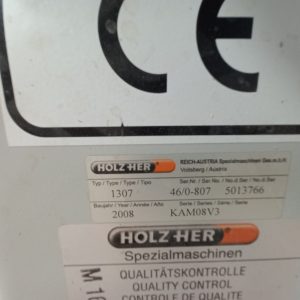 CE
HOLZ-HER
REICH-AUSTRIA Spezialmaschinen Ges.m.b.H.
Voitsberg / Austria
Typ / Type / Type / Tipo
Ser.Nr. / Ser No. / No.d.Ser / No.d.Ser
1307 46/0-807 5013766
Baujahr / Year / Année / Año
Serie / Series / Série / Serie
2008 KAM08V3
HOLZ-HER
Spezialmaschinen
QUALITÄTSKONTROLLE
QUALITY CONTROL
CONTROLE DE QUALITE